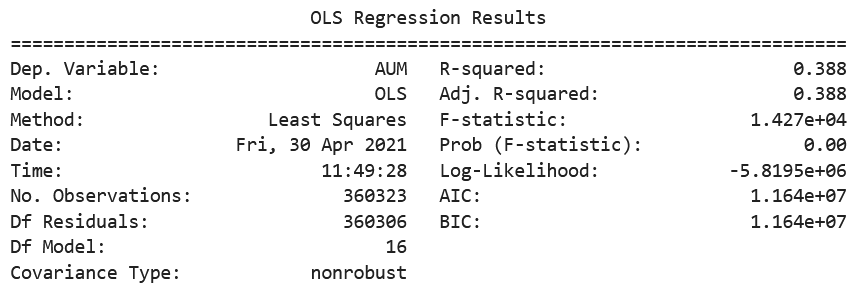 OLS Regression Results
==============================================================================
Dep. Variable: AUM R-squared: 0.388
Model: OLS Adj. R-squared: 0.388
Method: Least Squares F-statistic: 1.427e+04
Date: Fri, 30 Apr 2021 Prob (F-statistic): 0.00
Time: 11:49:28 Log-Likelihood: -5.8195e+06
No. Observations: 360323 AIC: 1.164e+07
Df Residuals: 360306 BIC: 1.164e+07
Df Model: 16
Covariance Type: nonrobust